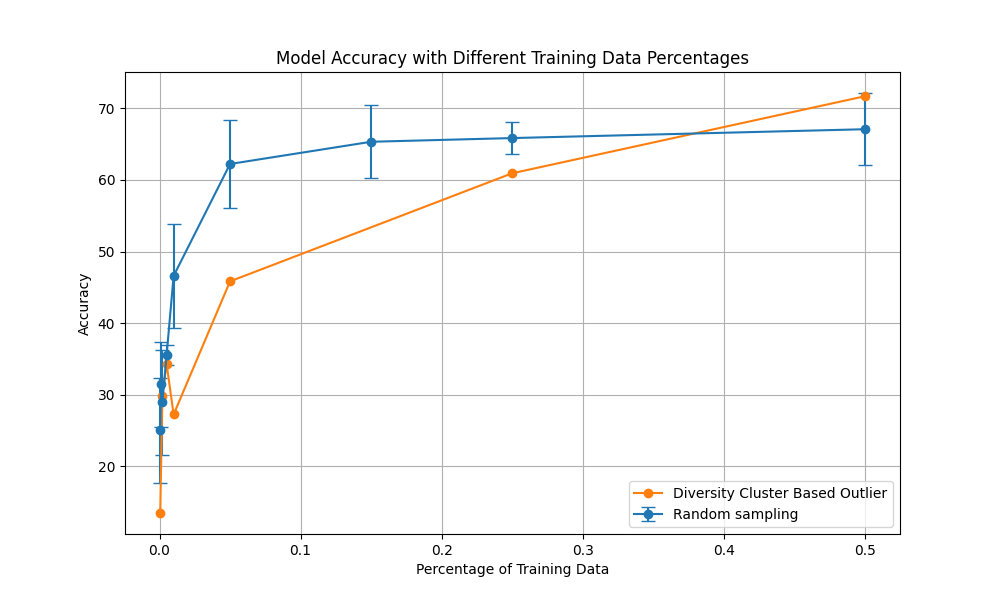 Model Accuracy with Different Training Data Percentages
70
60
50
40
30
20
Accuracy
0.0 0.1 0.2 0.3 0.4 0.5
Percentage of Training Data
Diversity Cluster Based Outlier
Random sampling